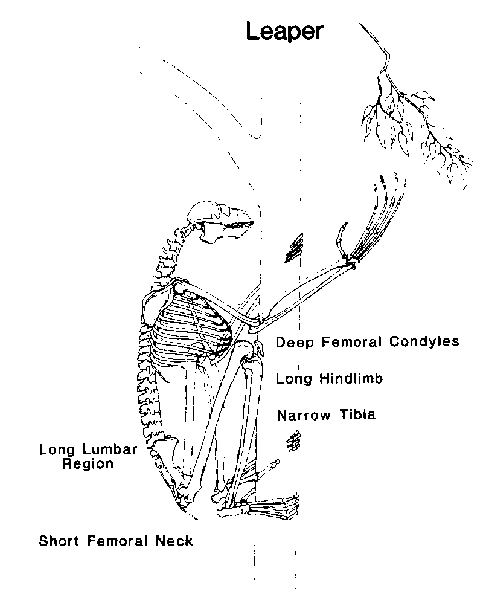 Leaper
Deep Femoral Condyles
Long Hindlimb
Narrow Tibia
Long Lumbar
Region
Short Femoral Neck